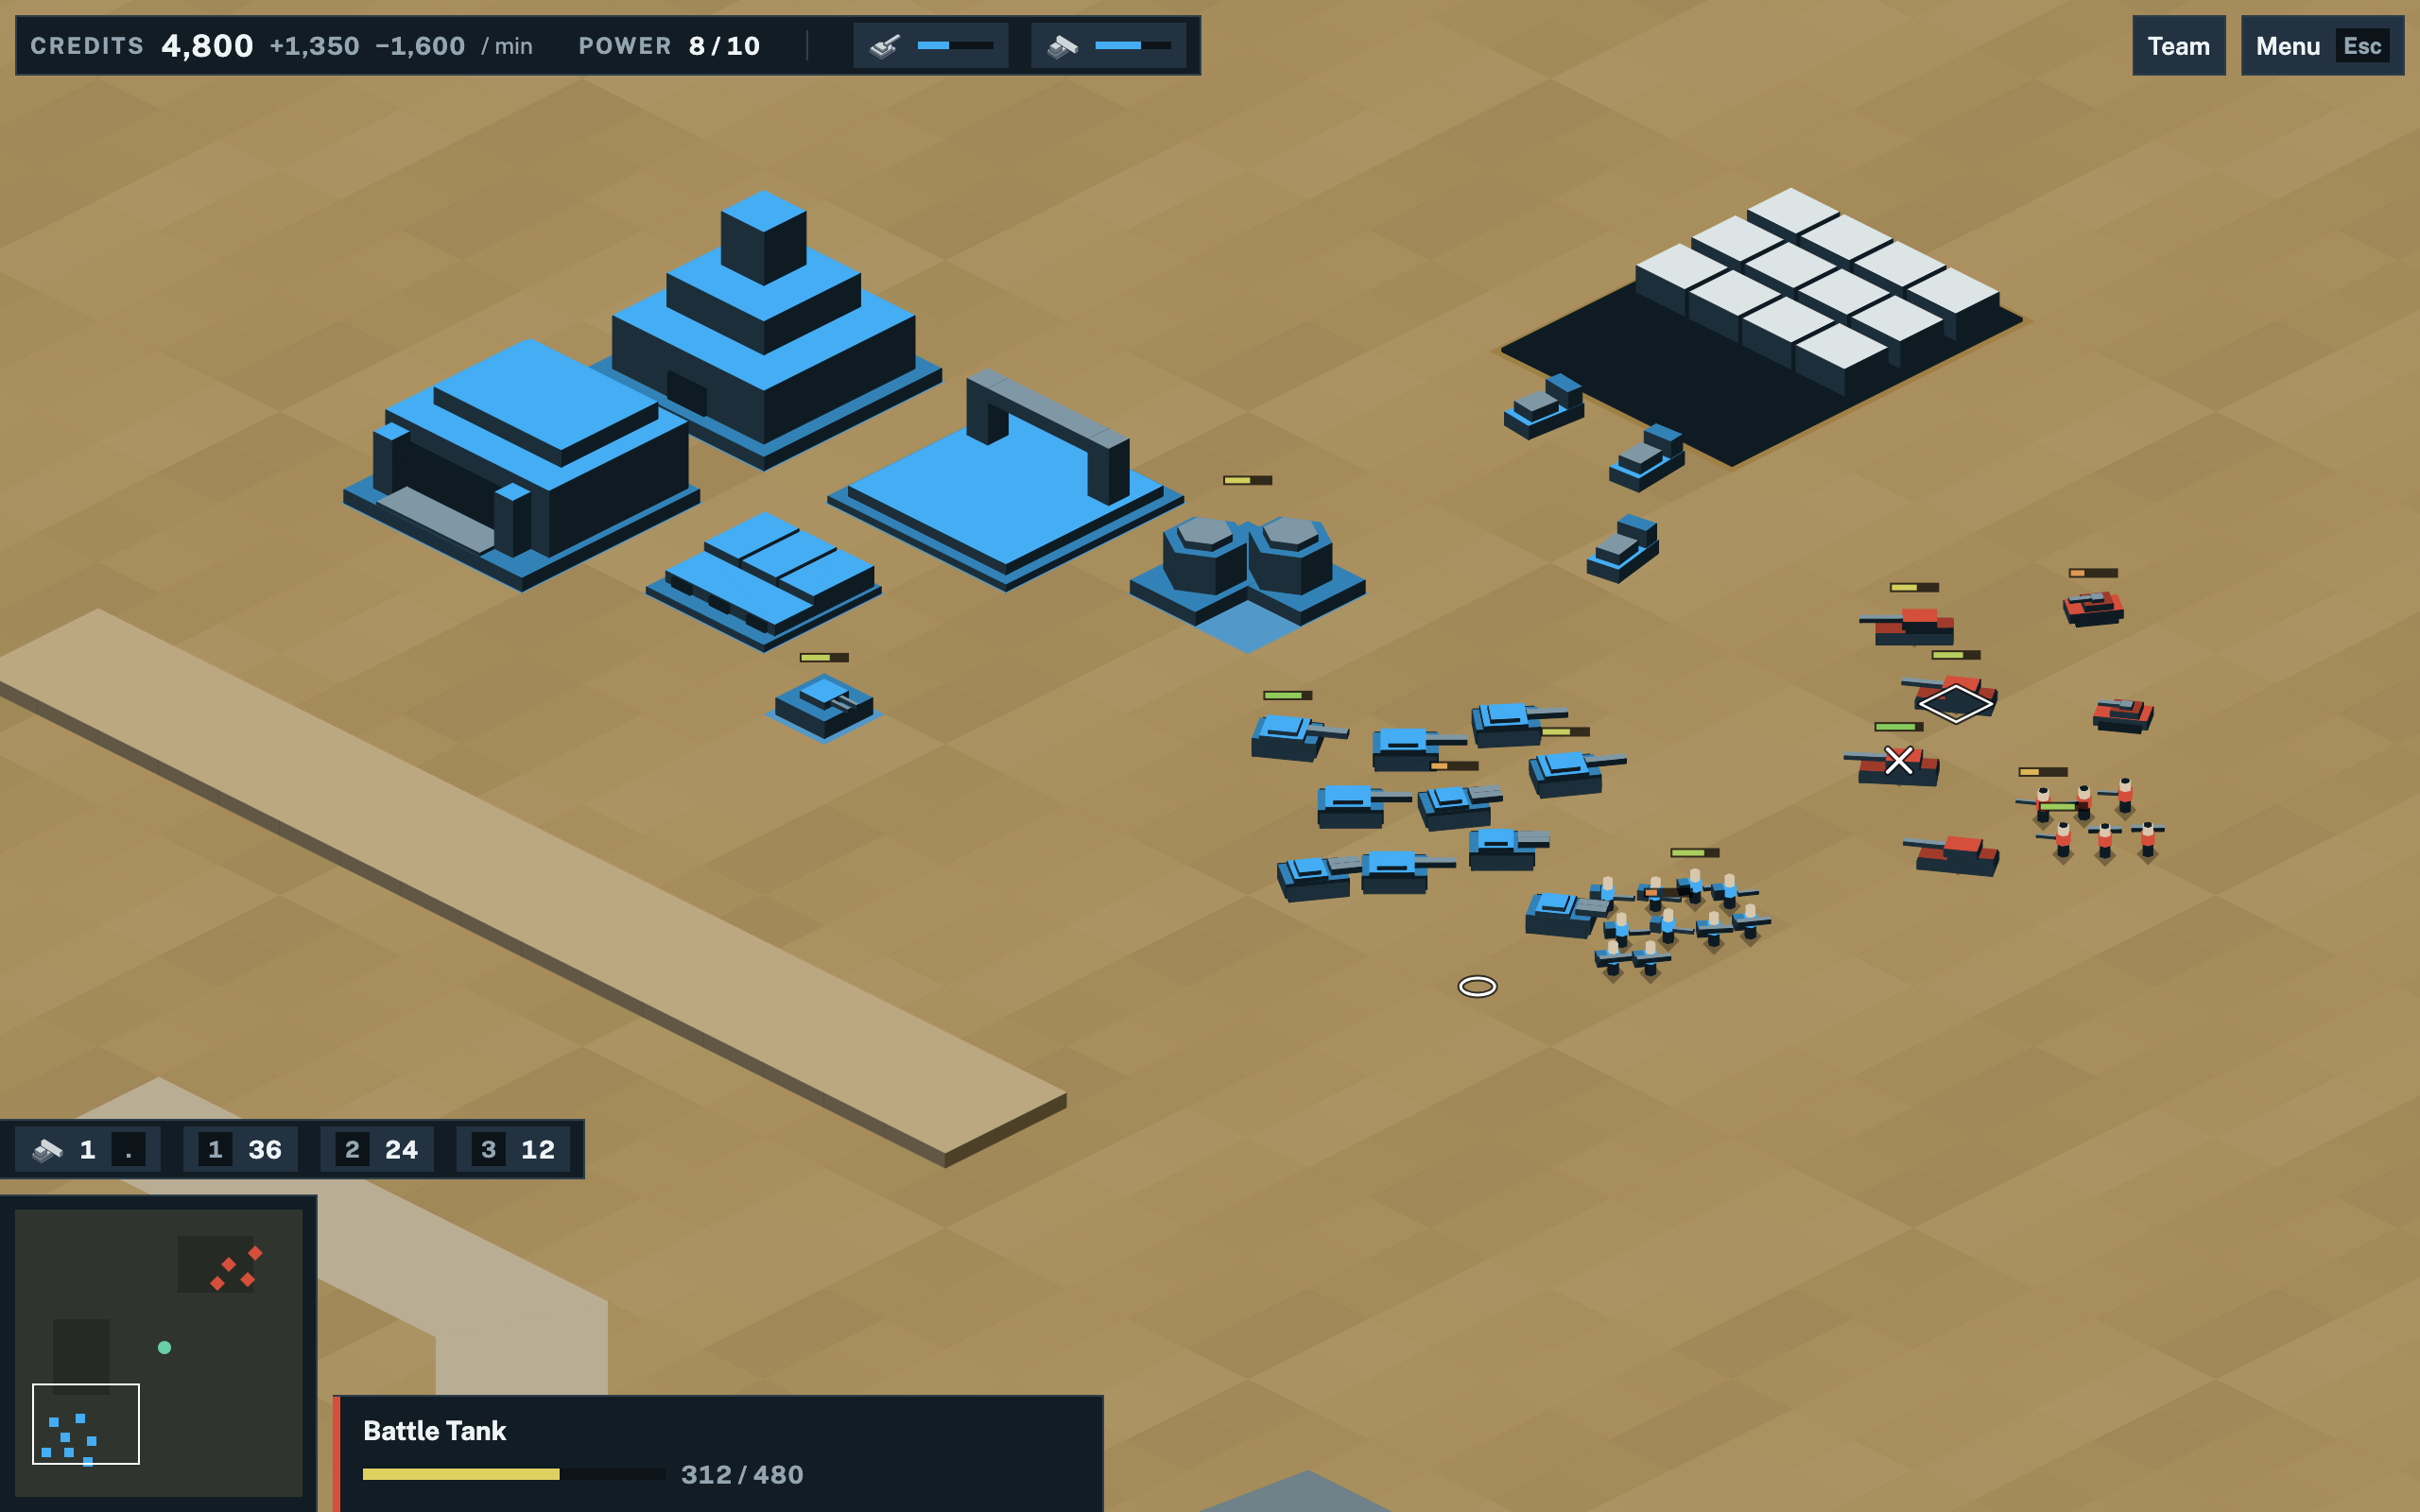 CREDITS 4,800 +1,350 −1,600 / min POWER 8 / 10
Team
Menu Esc
1 .
1 36
2 24
3 12
Battle Tank
312 / 480